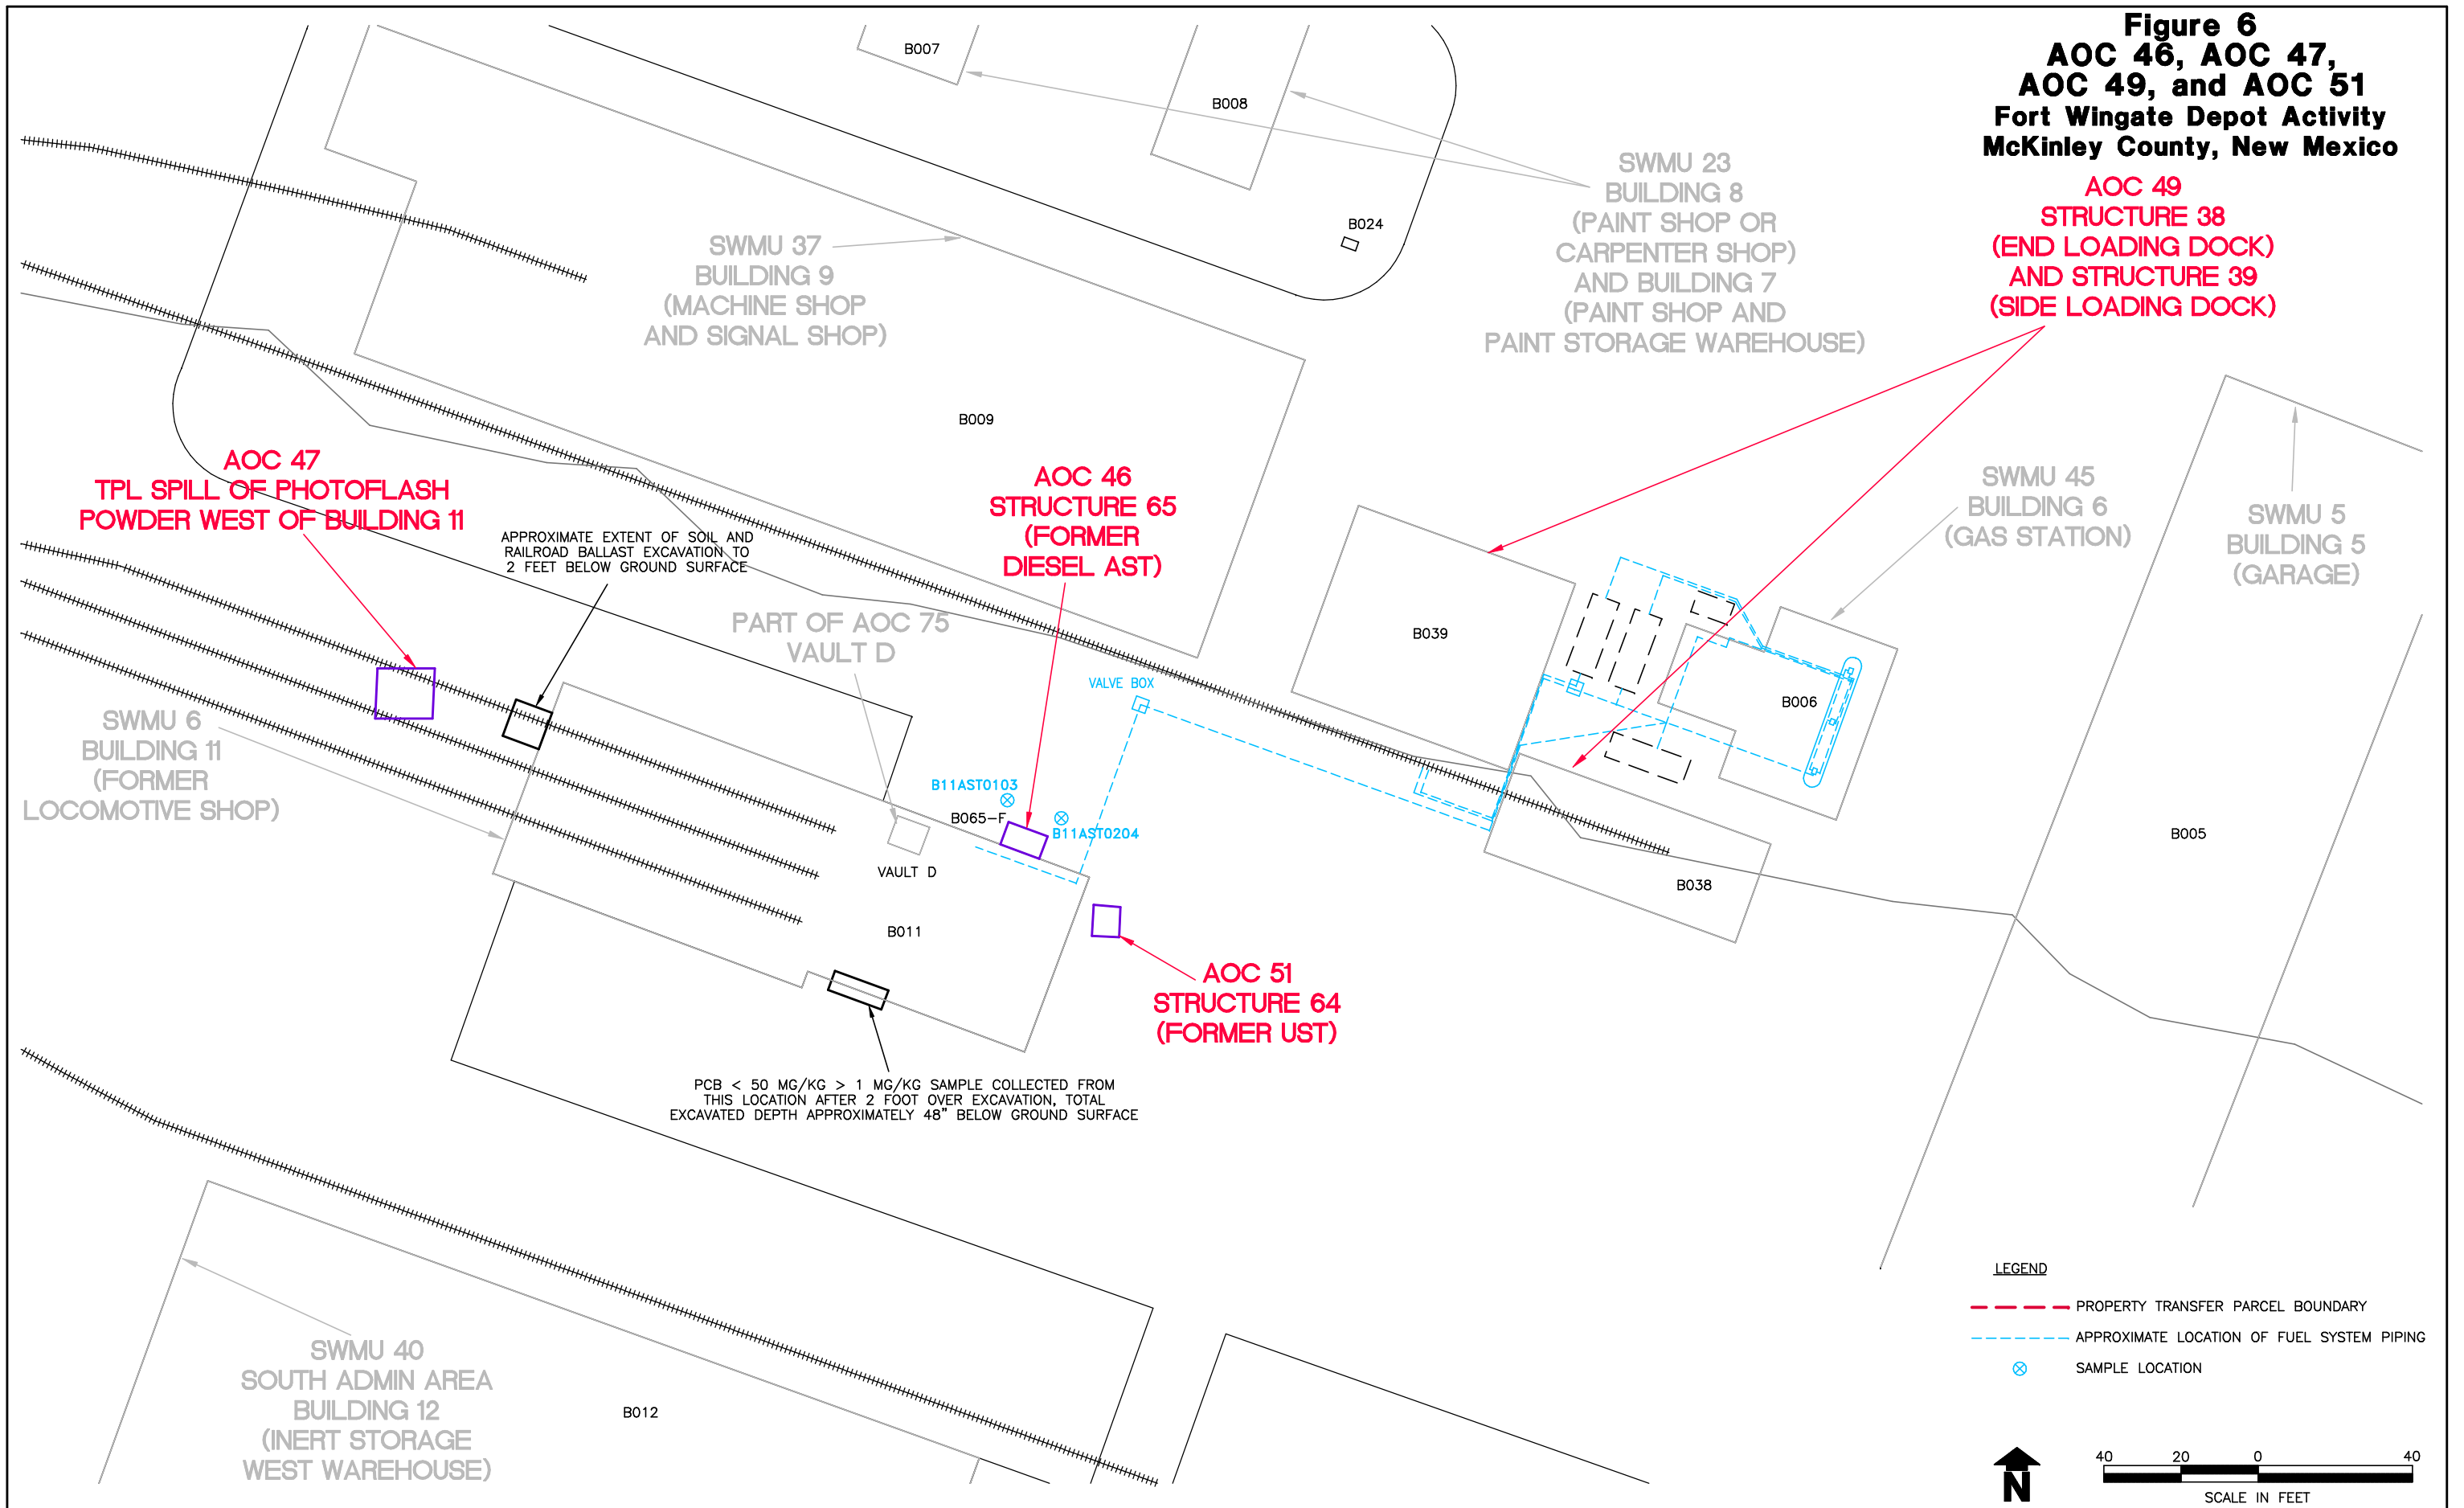 Figure 6
AOC 46, AOC 47,
AOC 49, and AOC 51
Fort Wingate Depot Activity
McKinley County, New Mexico
B007
B008
B024
SWMU 23
BUILDING 8
(PAINT SHOP OR
CARPENTER SHOP)
AND BUILDING 7
(PAINT SHOP AND
PAINT STORAGE WAREHOUSE)
AOC 49
STRUCTURE 38
(END LOADING DOCK)
AND STRUCTURE 39
(SIDE LOADING DOCK)
SWMU 37
BUILDING 9
(MACHINE SHOP
AND SIGNAL SHOP)
B009
AOC 47
TPL SPILL OF PHOTOFLASH
POWDER WEST OF BUILDING 11
APPROXIMATE EXTENT OF SOIL AND
RAILROAD BALLAST EXCAVATION TO
2 FEET BELOW GROUND SURFACE
AOC 46
STRUCTURE 65
(FORMER
DIESEL AST)
SWMU 45
BUILDING 6
(GAS STATION)
SWMU 5
BUILDING 5
(GARAGE)
PART OF AOC 75
VAULT D
B039
VALVE BOX
B006
SWMU 6
BUILDING 11
(FORMER
LOCOMOTIVE SHOP)
B11AST0103
B065-F
B11AST0204
B005
VAULT D
B038
B011
AOC 51
STRUCTURE 64
(FORMER UST)
PCB < 50 MG/KG > 1 MG/KG SAMPLE COLLECTED FROM
THIS LOCATION AFTER 2 FOOT OVER EXCAVATION, TOTAL
EXCAVATED DEPTH APPROXIMATELY 48" BELOW GROUND SURFACE
SWMU 40
SOUTH ADMIN AREA
BUILDING 12
(INERT STORAGE
WEST WAREHOUSE)
B012
LEGEND
PROPERTY TRANSFER PARCEL BOUNDARY
APPROXIMATE LOCATION OF FUEL SYSTEM PIPING
SAMPLE LOCATION
N
40 20 0 40
SCALE IN FEET